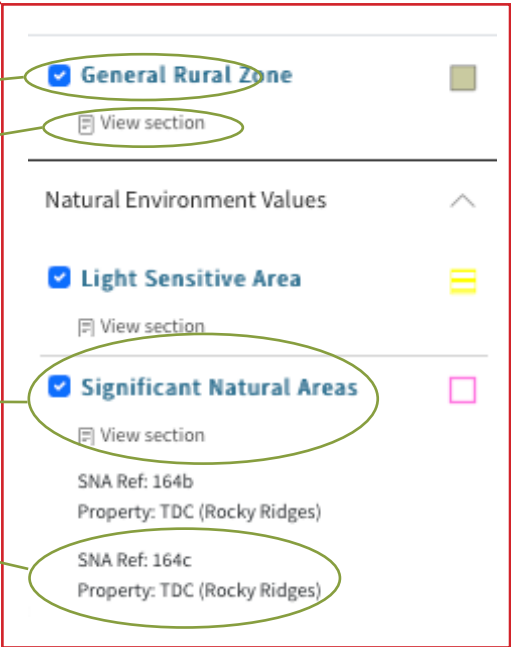 General Rural Zone
View section
Natural Environment Values
Light Sensitive Area
View section
Significant Natural Areas
View section
SNA Ref: 164b
Property: TDC (Rocky Ridges)
SNA Ref: 164c
Property: TDC (Rocky Ridges)